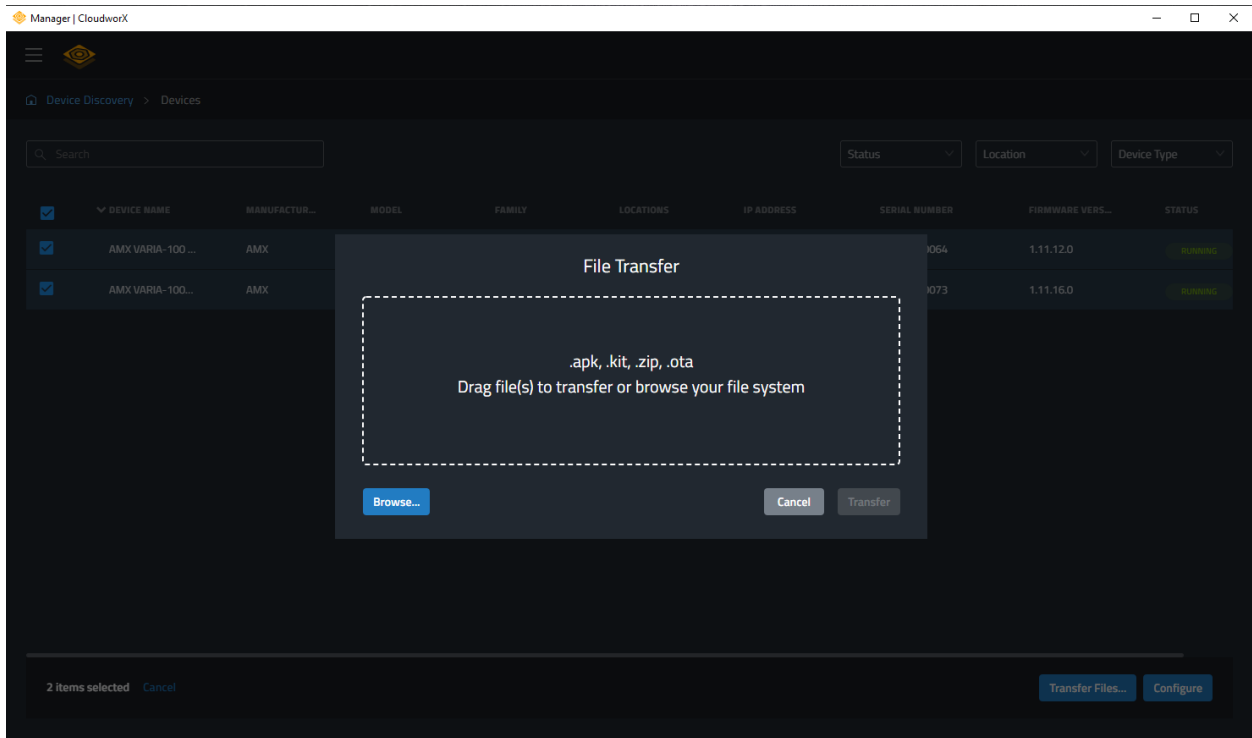 Manager | CloudworX
Device Discovery > Devices
Search
Status
Location
Device Type
DEVICE NAME MANUFACTUR... MODEL FAMILY LOCATIONS IP ADDRESS SERIAL NUMBER FIRMWARE VERS... STATUS
AMX VARIA-100 ... AMX 0064 1.11.12.0 RUNNING
AMX VARIA-100... AMX 0073 1.11.16.0 RUNNING
File Transfer
.apk, .kit, .zip, .ota
Drag file(s) to transfer or browse your file system
Browse...
Cancel
Transfer
2 items selected Cancel
Transfer Files...
Configure